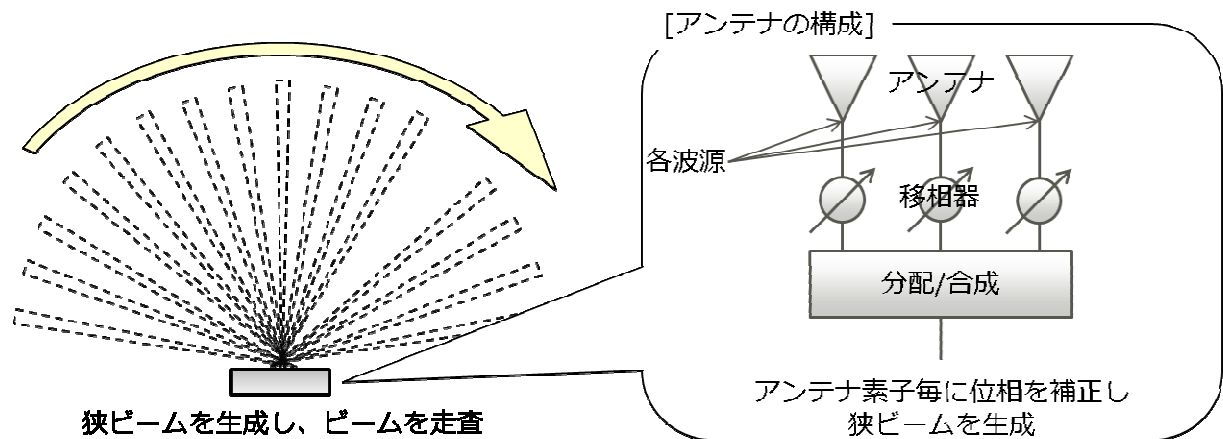 [アンテナの構成]
アンテナ
各波源
移相器
分配/合成
アンテナ素子毎に位相を補正し
狭ビームを生成
狭ビームを生成し、ビームを走査